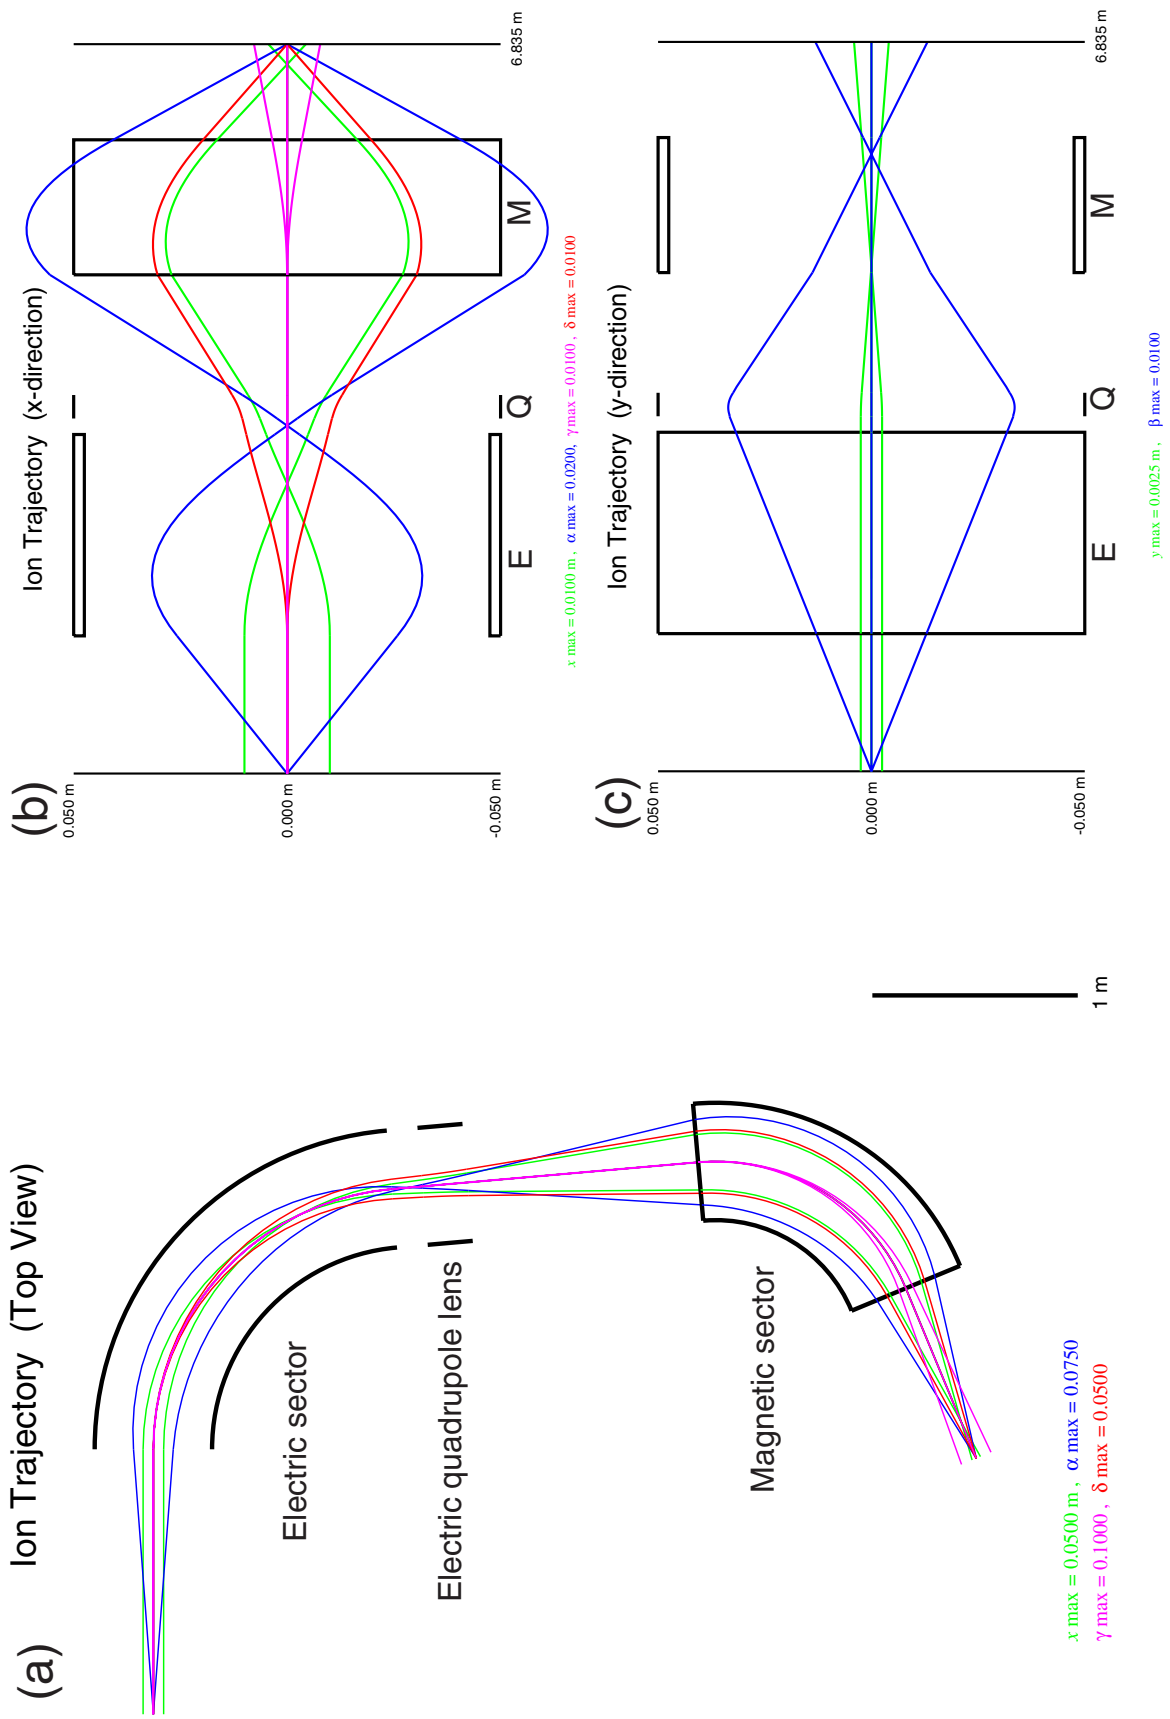 (a)
Ion Trajectory (Top View)
Electric sector
Electric quadrupole lens
Magnetic sector
1 m
x max = 0.0500 m , α max = 0.0750
γ max = 0.1000 , δ max = 0.0500
(b)
Ion Trajectory (x-direction)
0.050 m
0.000 m
-0.050 m
E
Q
M
6.835 m
x max = 0.0100 m, α max = 0.0200, γ max = 0.0100 , δ max = 0.0100
(c)
Ion Trajectory (y-direction)
0.050 m
0.000 m
-0.050 m
E
Q
M
6.835 m
y max = 0.0025 m , β max = 0.0100